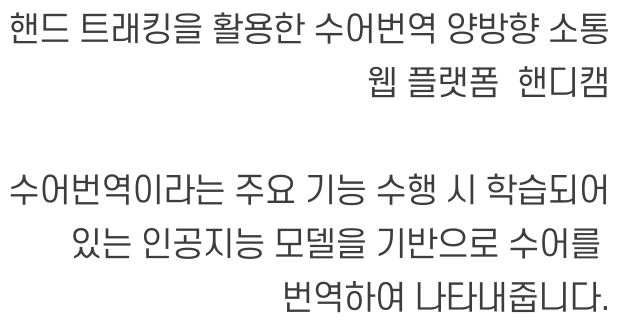 핸드 트래킹을 활용한 수어번역 양방향 소통
웹 플랫폼 핸디캠
수어번역이라는 주요 기능 수행 시 학습되어
있는 인공지능 모델을 기반으로 수어를
번역하여 나타내줍니다.